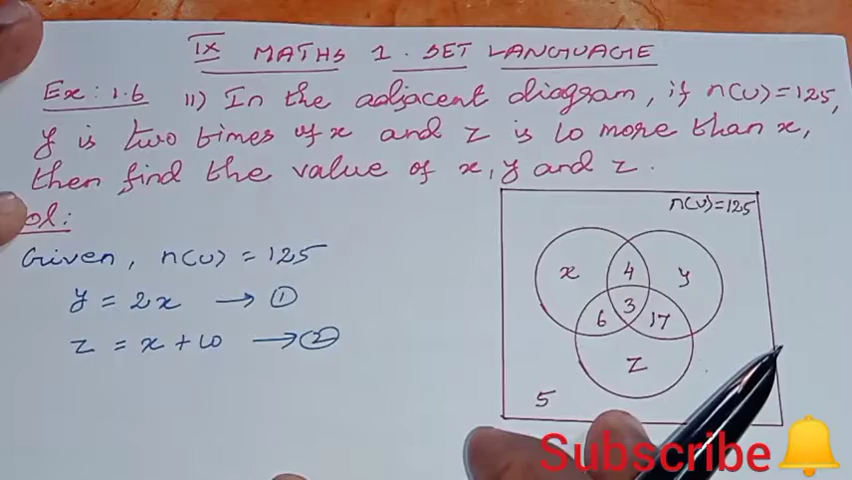 IX MATHS 1. SET LANGUAGE
Ex: 1.6 11) In the adjacent diagram, if n(U)=125,
y is two times of x and z is 10 more than x,
then find the value of x, y and z.
ol:
Given, n(U) = 125
y = 2x → ①
z = x + 10 → ②
n(U)=125
x 4 y
3
6 17
z
5
Subscribe